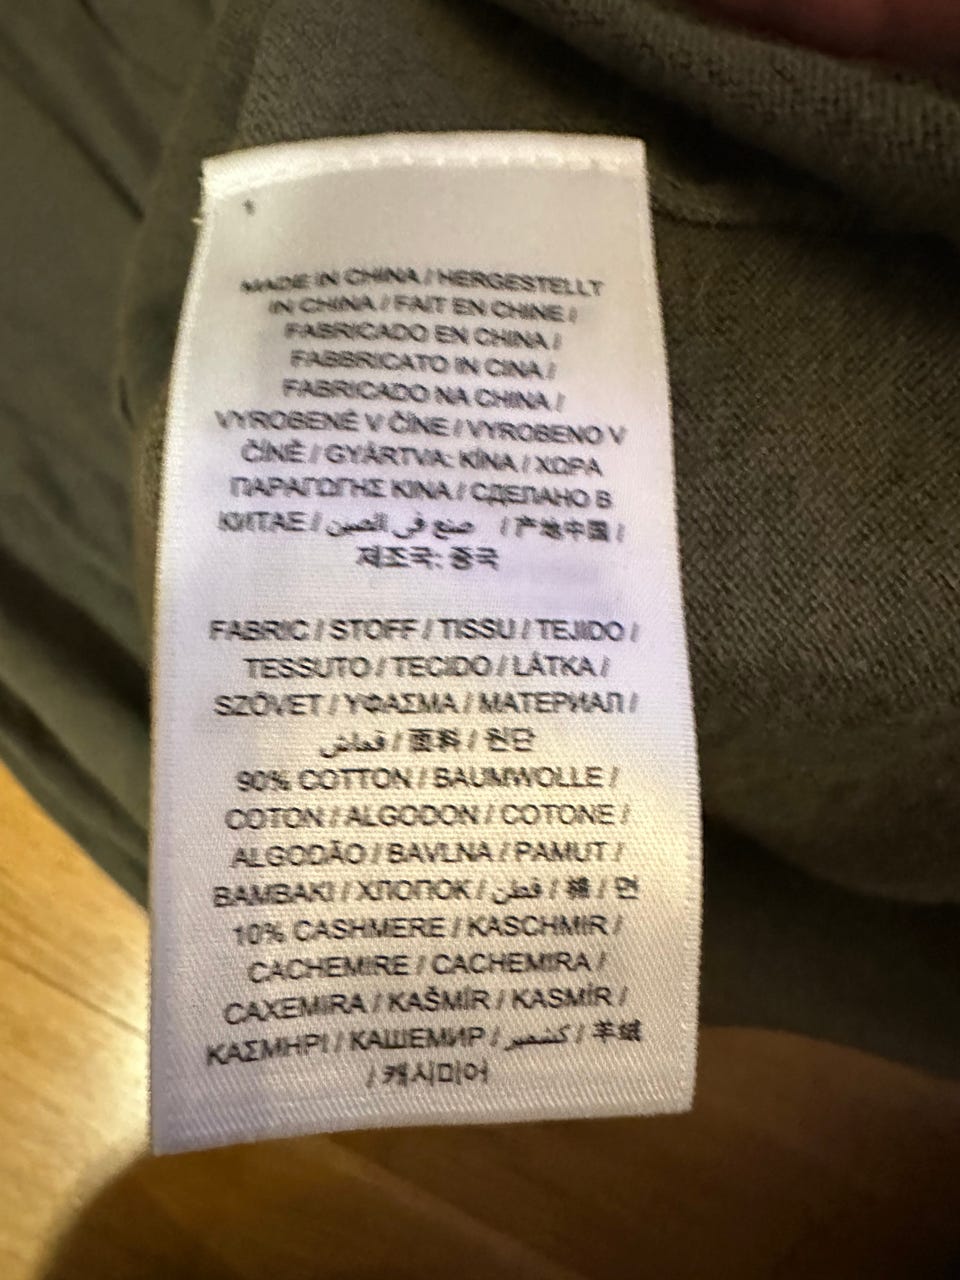 MADE IN CHINA / HERGESTELLT
IN CHINA / FAIT EN CHINE /
FABRICADO EN CHINA /
FABBRICATO IN CINA /
FABRICADO NA CHINA /
VYROBENÉ V ČÍNE / VYROBENO V
ČÍNĚ / GYÁRTVA: KÍNA / ΧΩΡΑ
ΠΑΡΑΓΩΓΗΣ ΚΙΝΑ / СДЕЛАНО В
КИТАЕ / صنع في الصين / 产地中国 /
제조국: 중국
FABRIC / STOFF / TISSU / TEJIDO /
TESSUTO / TECIDO / LÁTKA /
SZÖVET / ΥΦΑΣΜΑ / МАТЕРИАЛ /
قماش / 面料 / 원단
90% COTTON / BAUMWOLLE /
COTON / ALGODON / COTONE /
ALGODÃO / BAVLNA / PAMUT /
ΒΑΜΒΑΚΙ / ХЛОПОК / قطن / 棉 / 면
10% CASHMERE / KASCHMIR /
CACHEMIRE / CACHEMIRA /
CAXEMIRA / KAŠMÍR / KASMÍR /
ΚΑΣΜΗΡΙ / КАШЕМИР / كشمير / 羊绒
/ 캐시미어